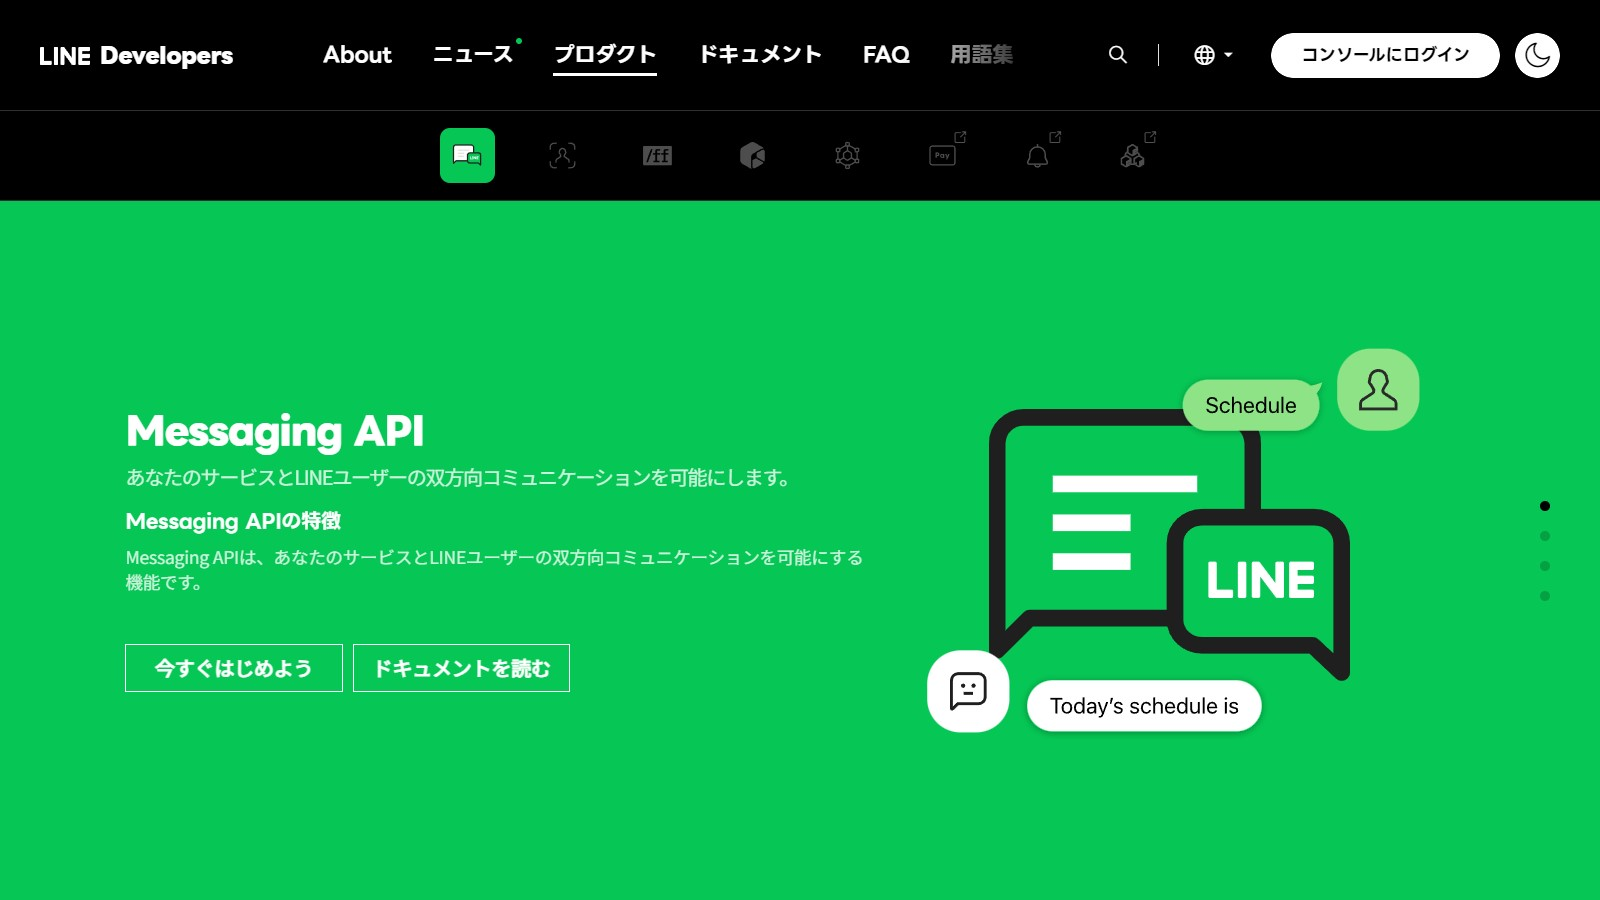 LINE Developers
About
ニュース
プロダクト
ドキュメント
FAQ
用語集
コンソールにログイン
/ff
Pay
Messaging API
あなたのサービスとLINEユーザーの双方向コミュニケーションを可能にします。
Messaging APIの特徴
Messaging APIは、あなたのサービスとLINEユーザーの双方向コミュニケーションを可能にする
機能です。
今すぐはじめよう
ドキュメントを読む
Schedule
LINE
Today's schedule is